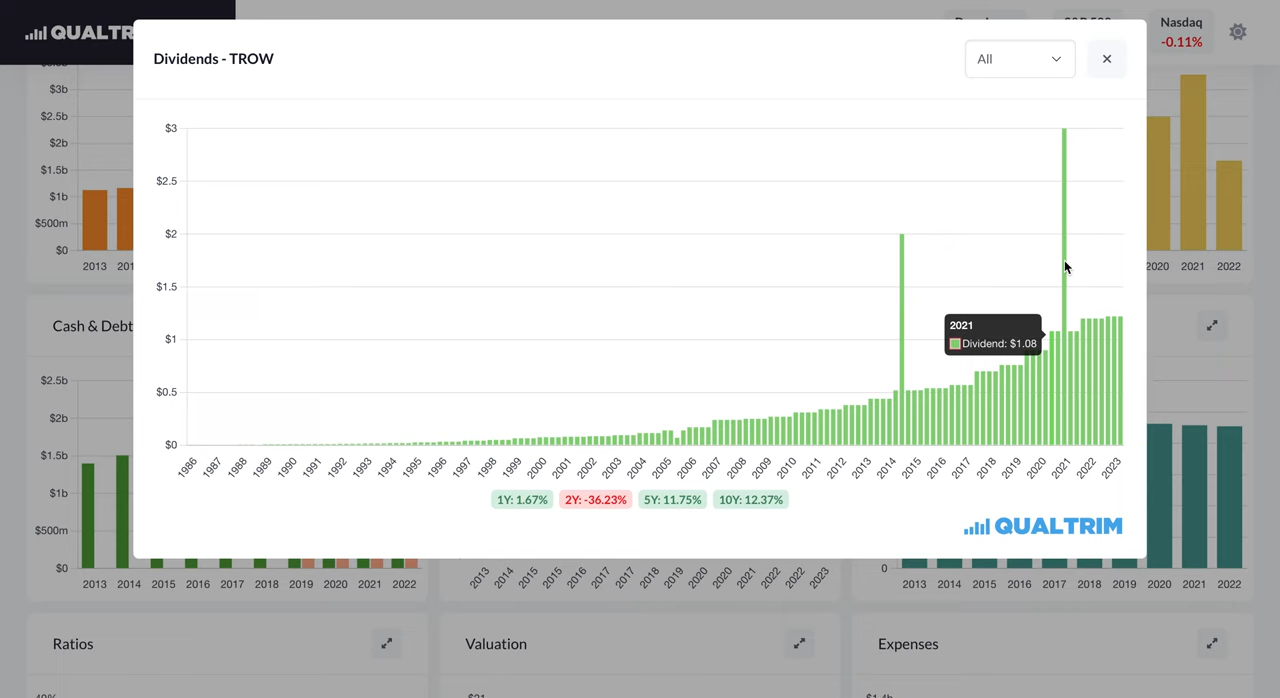 QUALTR
Nasdaq
-0.11%
Dividends - TROW
All
$3b
$2.5b
$2b
$1.5b
$1b
$500m
$0
2013
2020 2021 2022
$3
$2.5
$2
$1.5
$1
$0.5
$0
2021
Dividend: $1.08
1986 1987 1988 1989 1990 1991 1992 1993 1994 1995 1996 1997 1998 1999 2000 2001 2002 2003 2004 2005 2006 2007 2008 2009 2010 2011 2012 2013 2014 2015 2016 2017 2018 2019 2020 2021 2022 2023
1Y: 1.67% 2Y: -36.23% 5Y: 11.75% 10Y: 12.37%
QUALTRIM
Cash & Debt
$2.5b
$2b
$1.5b
$1b
$500m
$0
2013 2014 2015 2016 2017 2018 2019 2020 2021 2022
2013 2014 2015 2015 2016 2017 2017 2018 2019 2020 2020 2021 2022 2022 2023
0
2013 2014 2015 2016 2017 2018 2019 2020 2021 2022
Ratios
Valuation
Expenses